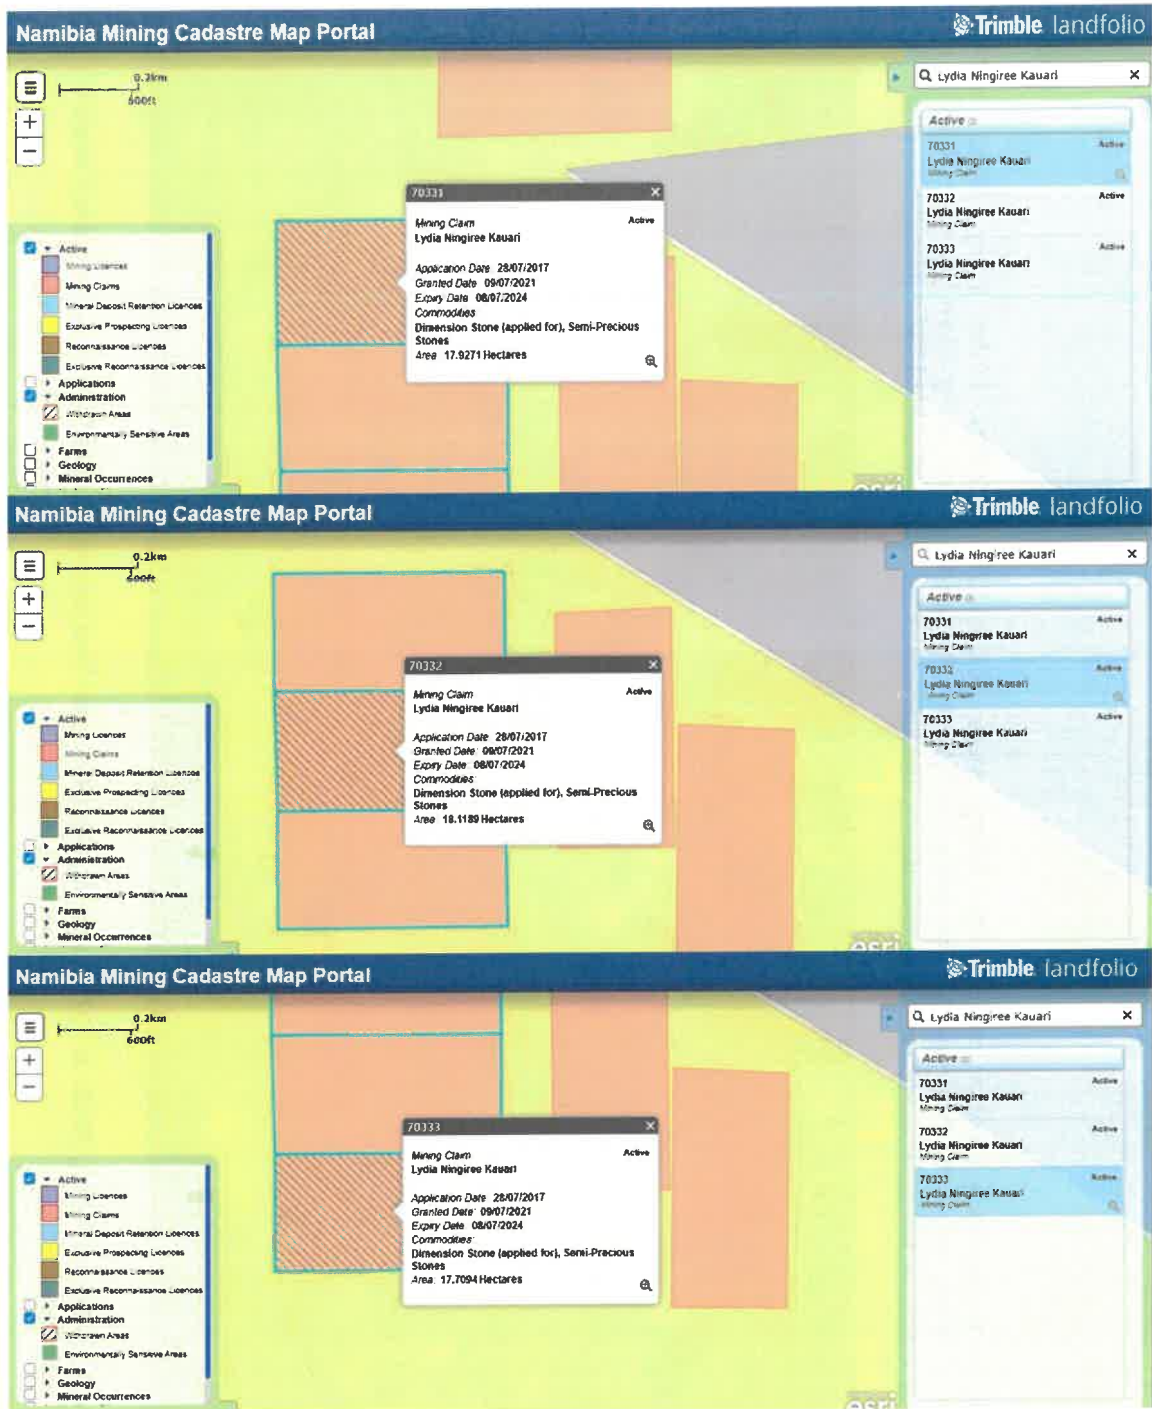 Namibia Mining Cadastre Map Portal
Trimble landfolio
0.2km
600ft
+
−
Lydia Ningiree Kauari
Active
70331 Active
Lydia Ningiree Kauari
Mining Claim
70332 Active
Lydia Ningiree Kauari
Mining Claim
70333 Active
Lydia Ningiree Kauari
Mining Claim
70331
Mining Claim Active
Lydia Ningiree Kauari
Application Date: 28/07/2017
Granted Date: 09/07/2021
Expiry Date: 08/07/2024
Commodities:
Dimension Stone (applied for), Semi-Precious
Stones
Area: 17.9271 Hectares
Active
Mining Licences
Mining Claims
Mineral Deposit Retention Licences
Exclusive Prospecting Licences
Reconnaissance Licences
Exclusive Reconnaissance Licences
Applications
Administration
Withdrawn Areas
Environmentally Sensitive Areas
Farms
Geology
Mineral Occurrences
esri
Namibia Mining Cadastre Map Portal
Trimble landfolio
0.2km
600ft
+
−
Lydia Ningiree Kauari
Active
70331 Active
Lydia Ningiree Kauari
Mining Claim
70332 Active
Lydia Ningiree Kauari
Mining Claim
70333 Active
Lydia Ningiree Kauari
Mining Claim
70332
Mining Claim Active
Lydia Ningiree Kauari
Application Date: 28/07/2017
Granted Date: 09/07/2021
Expiry Date: 08/07/2024
Commodities:
Dimension Stone (applied for), Semi-Precious
Stones
Area: 18.1189 Hectares
Active
Mining Licences
Mining Claims
Mineral Deposit Retention Licences
Exclusive Prospecting Licences
Reconnaissance Licences
Exclusive Reconnaissance Licences
Applications
Administration
Withdrawn Areas
Environmentally Sensitive Areas
Farms
Geology
Mineral Occurrences
esri
Namibia Mining Cadastre Map Portal
Trimble landfolio
0.2km
600ft
+
−
Lydia Ningiree Kauari
Active
70331 Active
Lydia Ningiree Kauari
Mining Claim
70332 Active
Lydia Ningiree Kauari
Mining Claim
70333 Active
Lydia Ningiree Kauari
Mining Claim
70333
Mining Claim Active
Lydia Ningiree Kauari
Application Date: 28/07/2017
Granted Date: 09/07/2021
Expiry Date: 08/07/2024
Commodities:
Dimension Stone (applied for), Semi-Precious
Stones
Area: 17.7094 Hectares
Active
Mining Licences
Mining Claims
Mineral Deposit Retention Licences
Exclusive Prospecting Licences
Reconnaissance Licences
Exclusive Reconnaissance Licences
Applications
Administration
Withdrawn Areas
Environmentally Sensitive Areas
Farms
Geology
Mineral Occurrences
esri